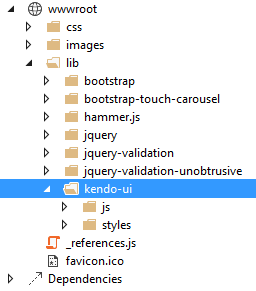 wwwroot
css
images
lib
bootstrap
bootstrap-touch-carousel
hammer.js
jquery
jquery-validation
jquery-validation-unobtrusive
kendo-ui
js
styles
_references.js
favicon.ico
Dependencies